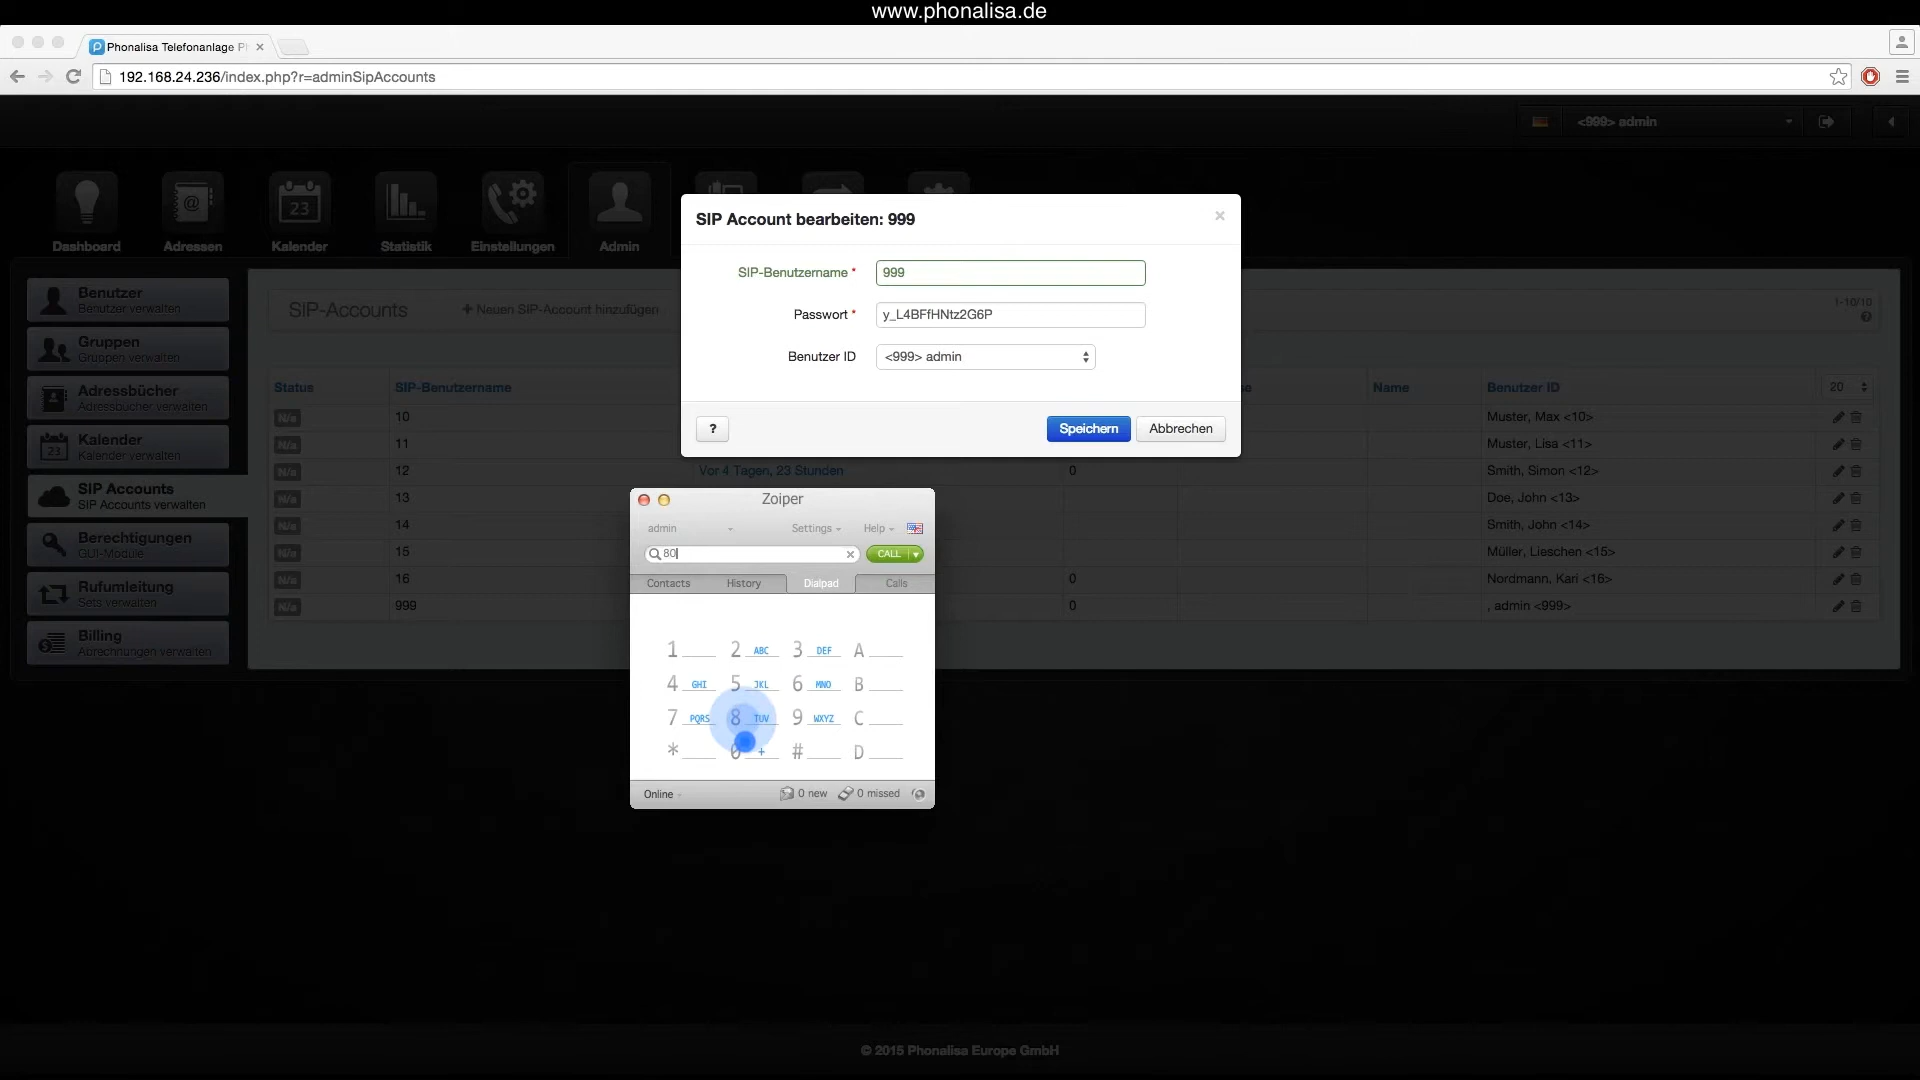 www.phonalisa.de
Phonalisa Telefonanlage P
192.168.24.236/index.php?r=adminSipAccounts
<999> admin
23
Dashboard
Adressen
Kalender
Statistik
Einstellungen
Admin
SIP Account bearbeiten: 999
×
SIP-Benutzername *
999
Passwort *
y_L4BFfHNtz2G6P
Benutzer ID
<999> admin
?
Speichern
Abbrechen
Benutzer
Benutzer verwalten
Gruppen
Gruppen verwalten
Adressbücher
Adressbücher verwalten
Kalender
Kalender verwalten
SIP Accounts
SIP Accounts verwalten
Berechtigungen
GUI-Module
Rufumleitung
Sets verwalten
Billing
Abrechnungen verwalten
SIP-Accounts
+ Neuen SIP-Account hinzufügen
1-10/10
Status SIP-Benutzername Name Benutzer ID 20
N/a 10 Muster, Max <10>
N/a 11 Muster, Lisa <11>
N/a 12 Vor 4 Tagen, 23 Stunden 0 Smith, Simon <12>
N/a 13 Doe, John <13>
N/a 14 Smith, John <14>
N/a 15 Müller, Lieschen <15>
N/a 16 0 Nordmann, Kari <16>
N/a 999 0 , admin <999>
Zoiper
admin Settings Help
80 CALL
Contacts History Dialpad Calls
1 2 ABC 3 DEF A
4 GHI 5 JKL 6 MNO B
7 PQRS 8 TUV 9 WXYZ C
* 0 + # D
Online 0 new 0 missed
© 2015 Phonalisa Europe GmbH